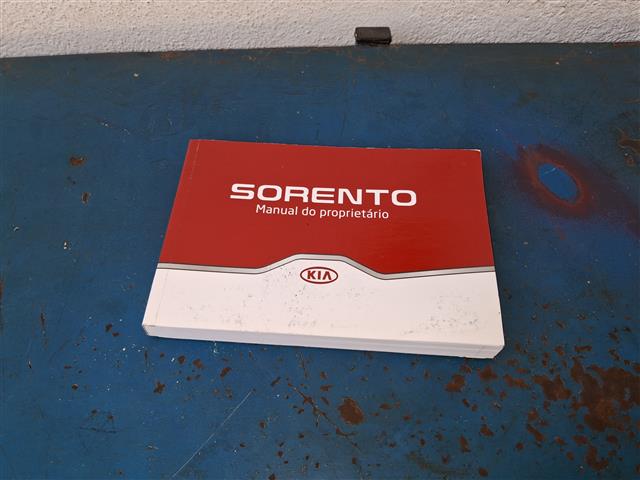 SORENTO
Manual do proprietário
KIA